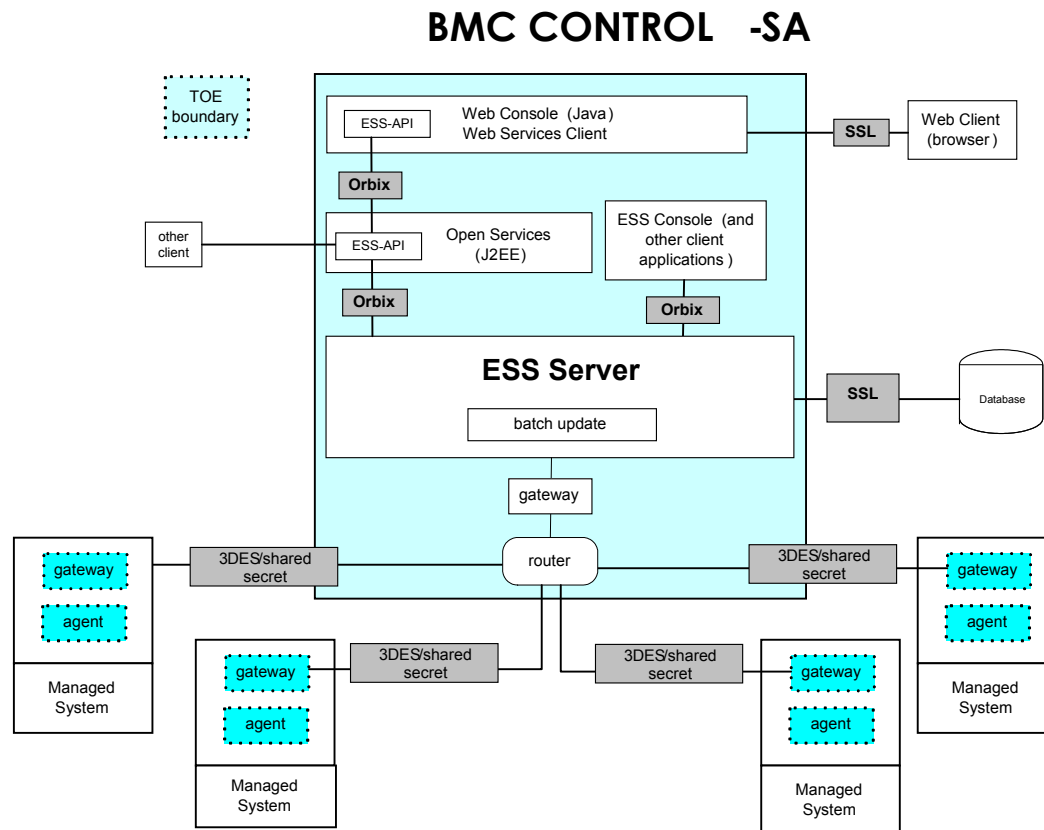 BMC CONTROL -SA
TOE
boundary
ESS-API
Web Console (Java)
Web Services Client
SSL
Web Client
(browser )
Orbix
other
client
ESS-API
Open Services
(J2EE)
ESS Console (and
other client
applications )
Orbix
Orbix
ESS Server
batch update
SSL
Database
gateway
router
3DES/shared
secret
3DES/shared
secret
gateway
agent
Managed
System
gateway
agent
Managed
System
3DES/shared
secret
3DES/shared
secret
gateway
agent
Managed
System
gateway
agent
Managed
System